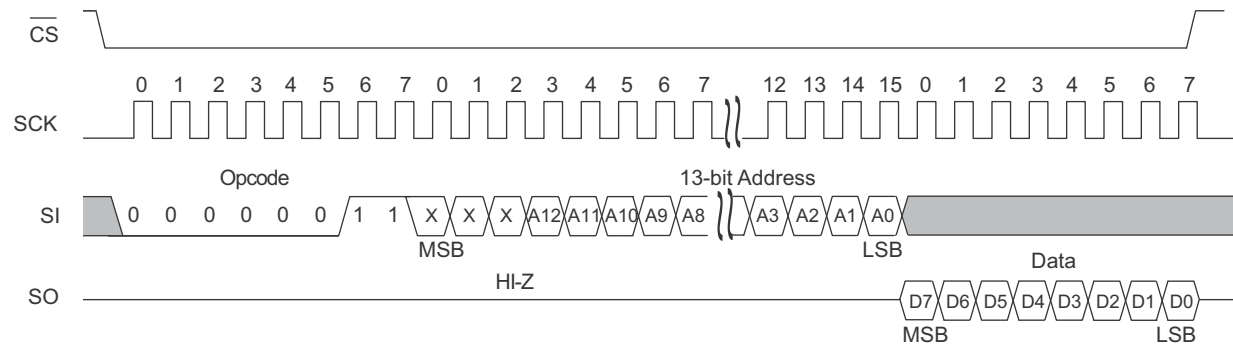 CS
0 1 2 3 4 5 6 7 0 1 2 3 4 5 6 7 12 13 14 15 0 1 2 3 4 5 6 7
SCK
Opcode 13-bit Address
SI 0 0 0 0 0 0 1 1 X X X A12 A11 A10 A9 A8 A3 A2 A1 A0
MSB LSB
HI-Z Data
SO D7 D6 D5 D4 D3 D2 D1 D0
MSB LSB